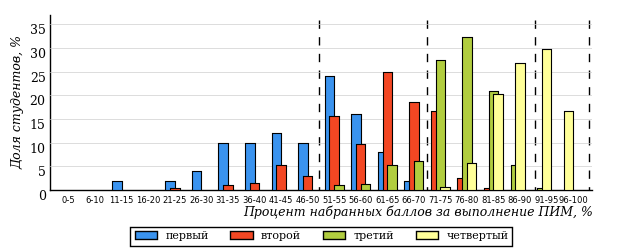 35
30
25
20
15
10
5
0
Доля студентов, %
0-5 6-10 11-15 16-20 21-25 26-30 31-35 36-40 41-45 46-50 51-55 56-60 61-65 66-70 71-75 76-80 81-85 86-90 91-95 96-100
Процент набранных баллов за выполнение ПИМ, %
первый второй третий четвертый